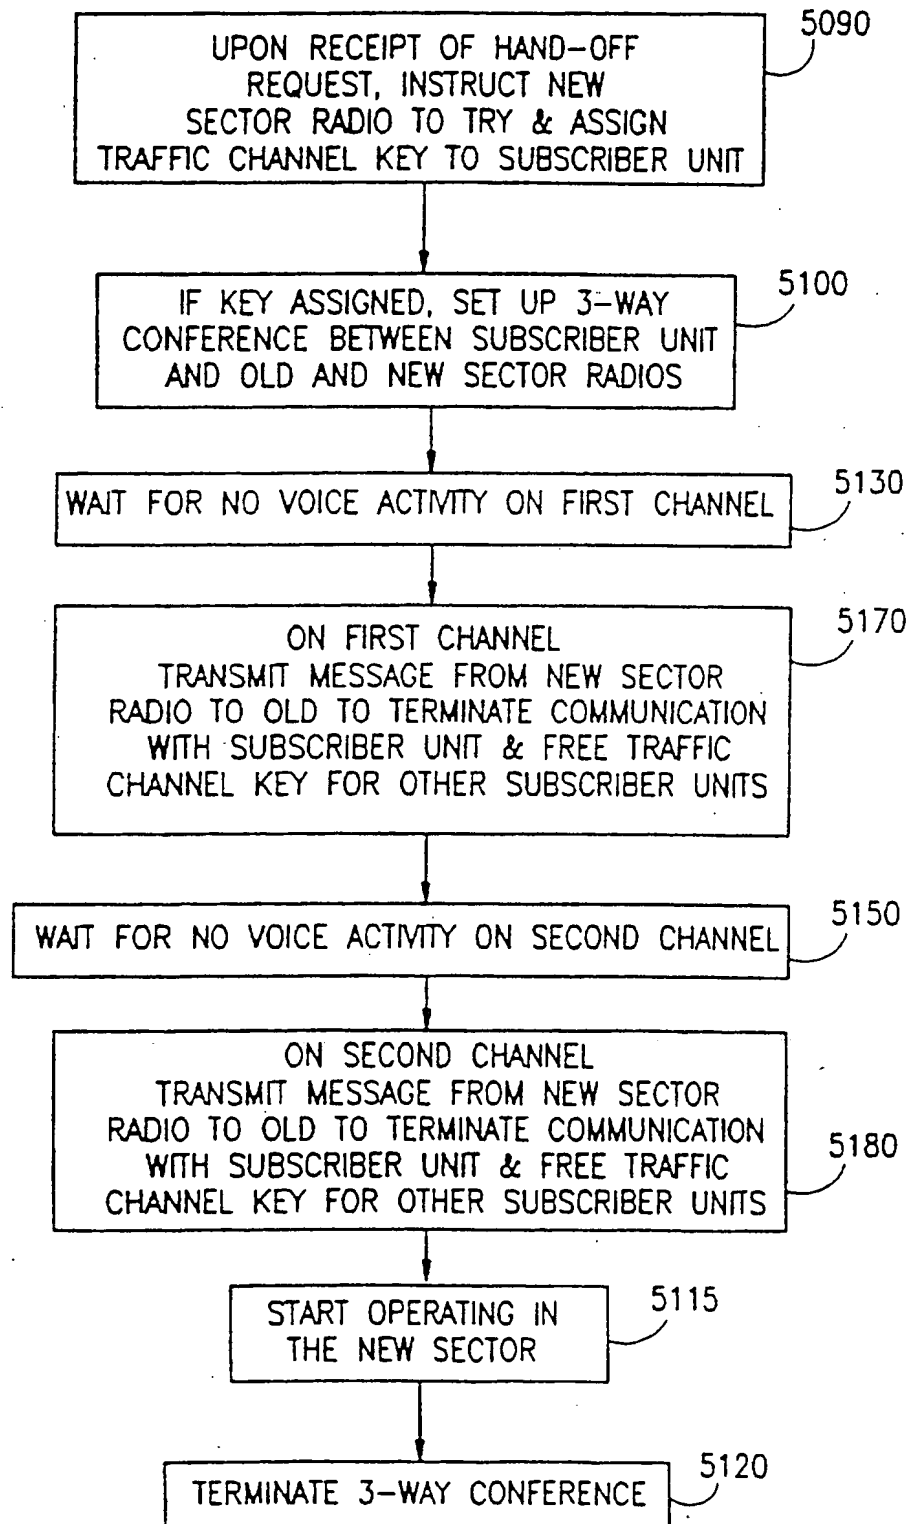 5090
UPON RECEIPT OF HAND-OFF
REQUEST, INSTRUCT NEW
SECTOR RADIO TO TRY & ASSIGN
TRAFFIC CHANNEL KEY TO SUBSCRIBER UNIT
5100
IF KEY ASSIGNED, SET UP 3-WAY
CONFERENCE BETWEEN SUBSCRIBER UNIT
AND OLD AND NEW SECTOR RADIOS
5130
WAIT FOR NO VOICE ACTIVITY ON FIRST CHANNEL
5170
ON FIRST CHANNEL
TRANSMIT MESSAGE FROM NEW SECTOR
RADIO TO OLD TO TERMINATE COMMUNICATION
WITH SUBSCRIBER UNIT & FREE TRAFFIC
CHANNEL KEY FOR OTHER SUBSCRIBER UNITS
5150
WAIT FOR NO VOICE ACTIVITY ON SECOND CHANNEL
ON SECOND CHANNEL
TRANSMIT MESSAGE FROM NEW SECTOR
RADIO TO OLD TO TERMINATE COMMUNICATION
WITH SUBSCRIBER UNIT & FREE TRAFFIC
CHANNEL KEY FOR OTHER SUBSCRIBER UNITS
5180
5115
START OPERATING IN
THE NEW SECTOR
5120
TERMINATE 3-WAY CONFERENCE